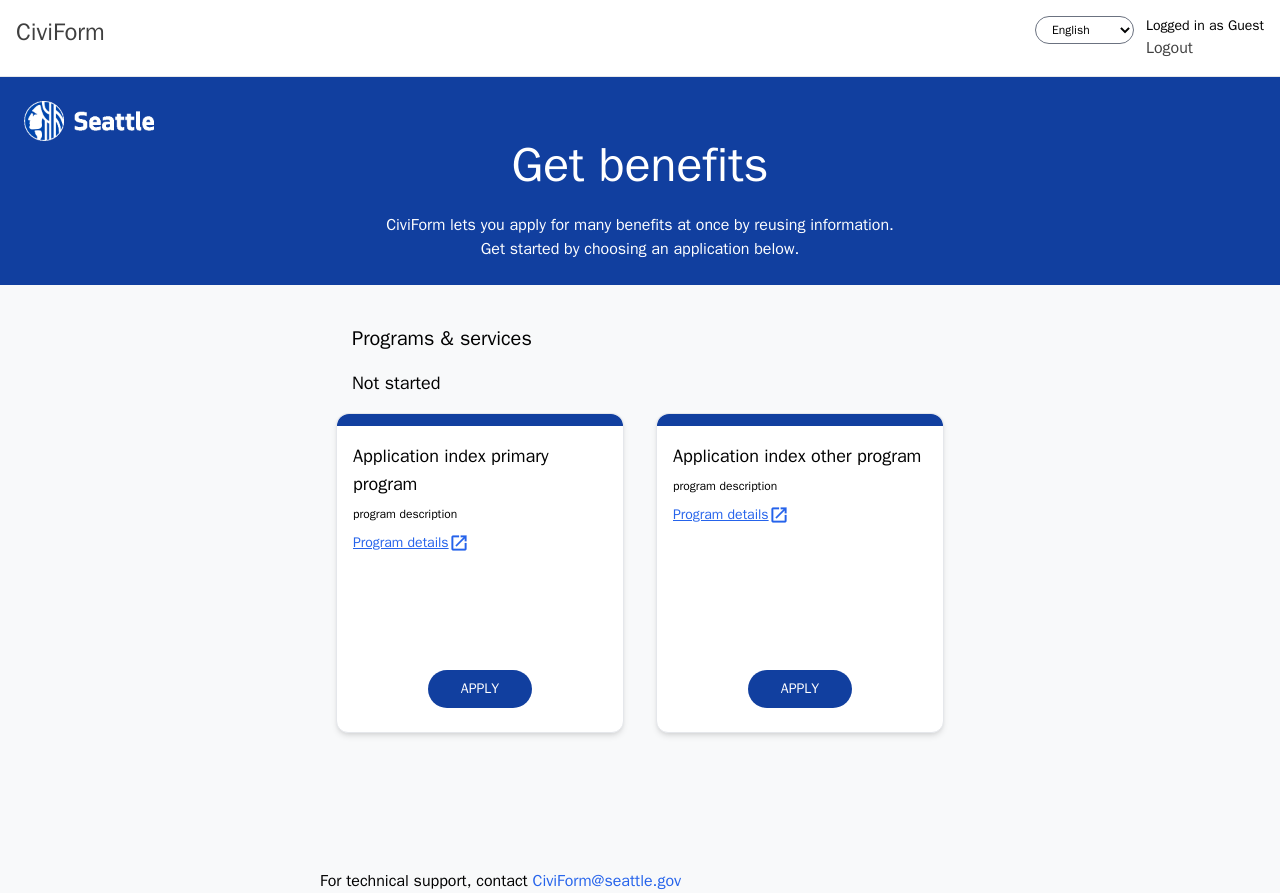 CiviForm
English
Logged in as Guest
Logout
Seattle
Get benefits
CiviForm lets you apply for many benefits at once by reusing information.
Get started by choosing an application below.
Programs & services
Not started
Application index primary
program
program description
Program details
APPLY
Application index other program
program description
Program details
APPLY
For technical support, contact CiviForm@seattle.gov